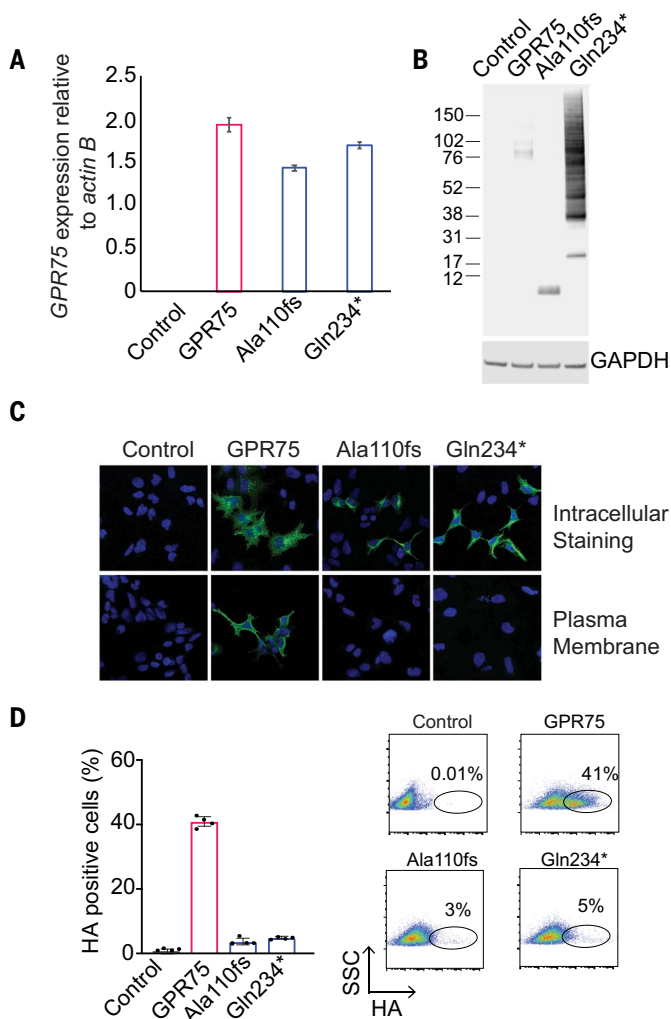 A
GPR75 expression relative
to actin B
2.5
2.0
1.5
1.0
0.5
0
Control
GPR75
Ala110fs
Gln234*
B
Control
GPR75
Ala110fs
Gln234*
150
102
76
52
38
31
17
12
GAPDH
C
Control GPR75 Ala110fs Gln234*
Intracellular
Staining
Plasma
Membrane
D
HA positive cells (%)
60
40
20
0
Control
GPR75
Ala110fs
Gln234*
Control GPR75
0.01% 41%
Ala110fs Gln234*
3% 5%
SSC
HA